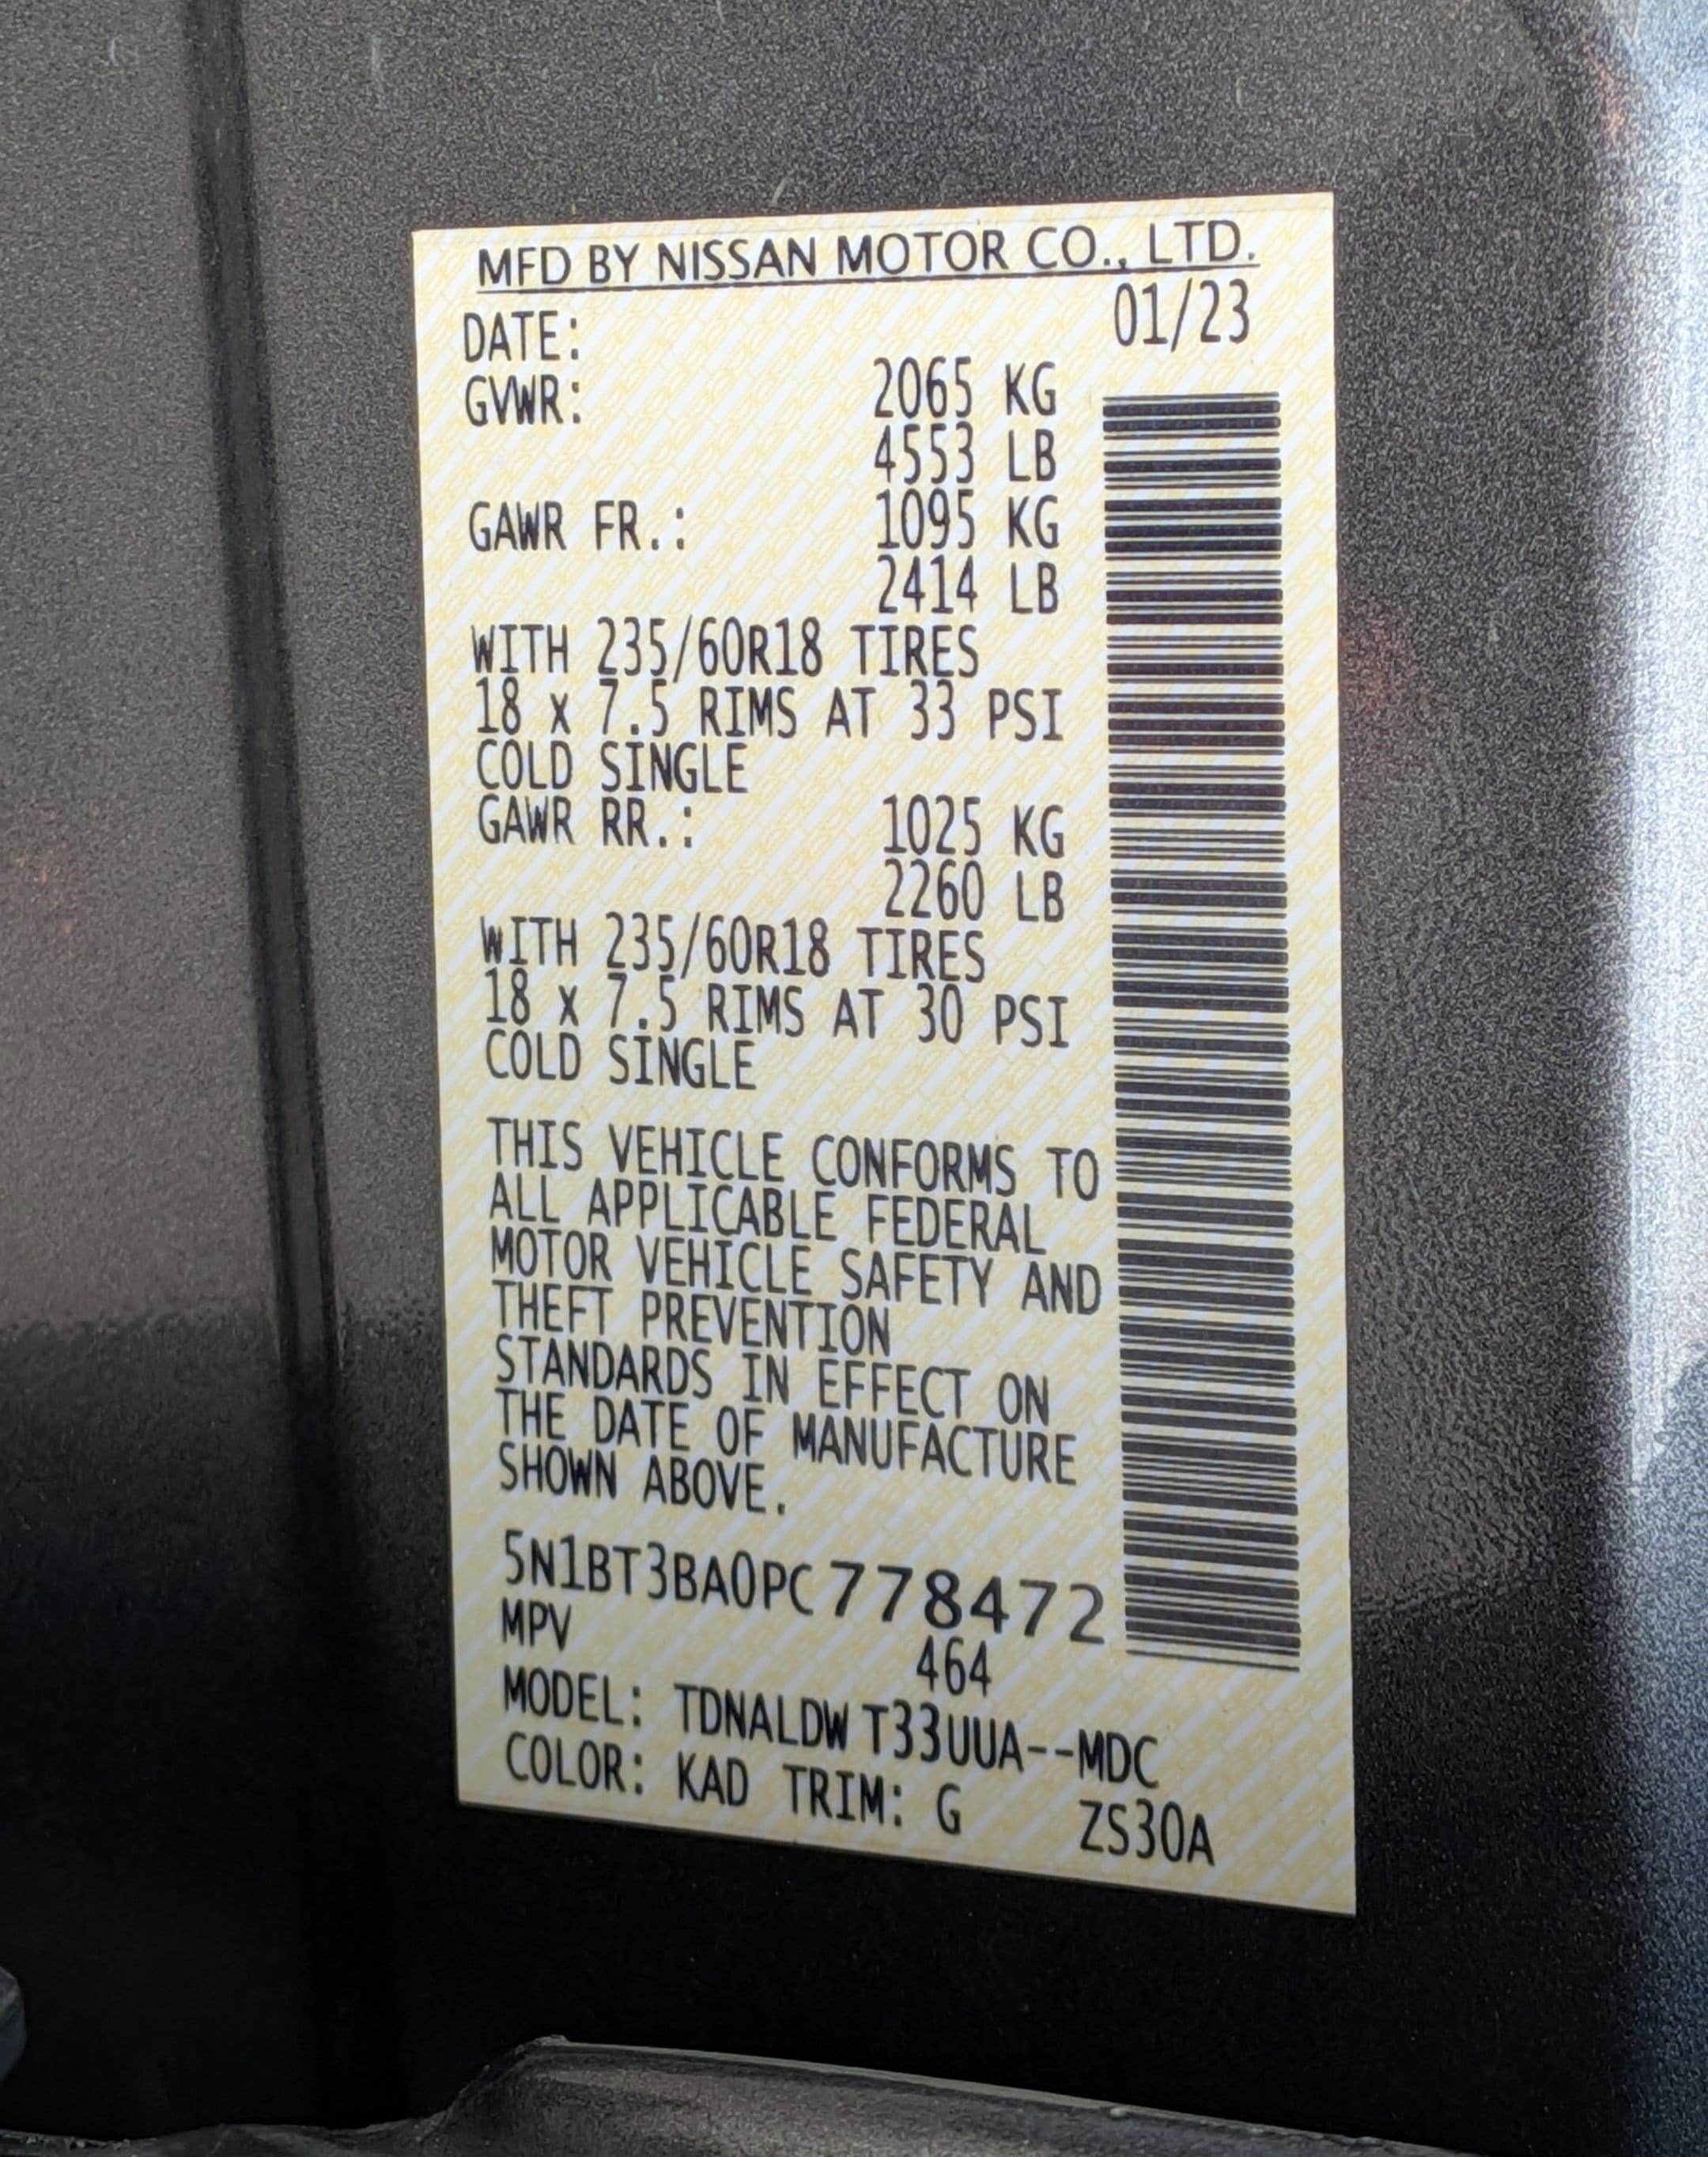 MFD BY NISSAN MOTOR CO., LTD.
DATE: 01/23
GVWR: 2065 KG
4553 LB
GAWR FR.: 1095 KG
2414 LB
WITH 235/60R18 TIRES
18 x 7.5 RIMS AT 33 PSI
COLD SINGLE
GAWR RR.: 1025 KG
2260 LB
WITH 235/60R18 TIRES
18 x 7.5 RIMS AT 30 PSI
COLD SINGLE
THIS VEHICLE CONFORMS TO
ALL APPLICABLE FEDERAL
MOTOR VEHICLE SAFETY AND
THEFT PREVENTION
STANDARDS IN EFFECT ON
THE DATE OF MANUFACTURE
SHOWN ABOVE.
5N1BT3BA0PC778472
MPV 464
MODEL: TDNALDW T33UUA--MDC
COLOR: KAD TRIM: G ZS30A